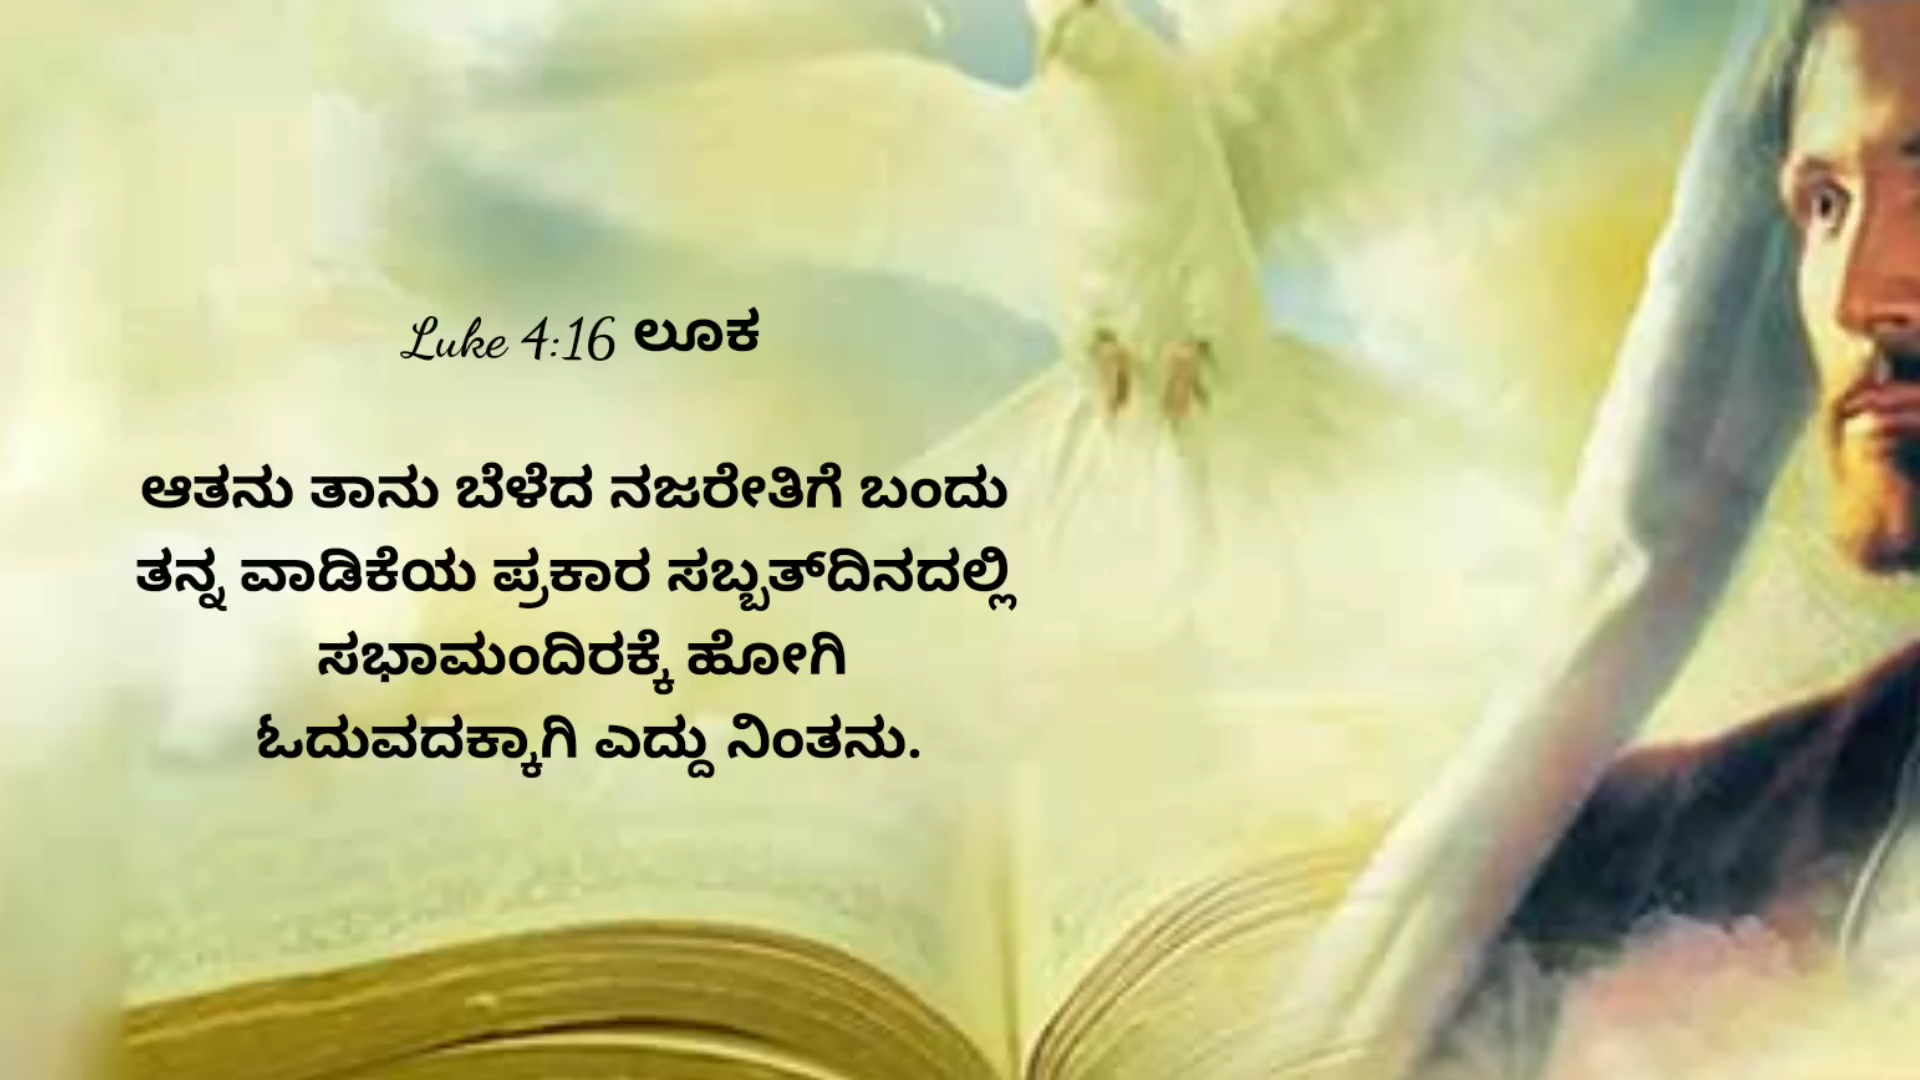 Luke 4:16 ಲೂಕ
ಆತನು ತಾನು ಬೆಳೆದ ನಜರೇತಿಗೆ ಬಂದು
ತನ್ನ ವಾಡಿಕೆಯ ಪ್ರಕಾರ ಸಬ್ಬತ್‌ದಿನದಲ್ಲಿ
ಸಭಾಮಂದಿರಕ್ಕೆ ಹೋಗಿ
ಓದುವದಕ್ಕಾಗಿ ಎದ್ದು ನಿಂತನು.